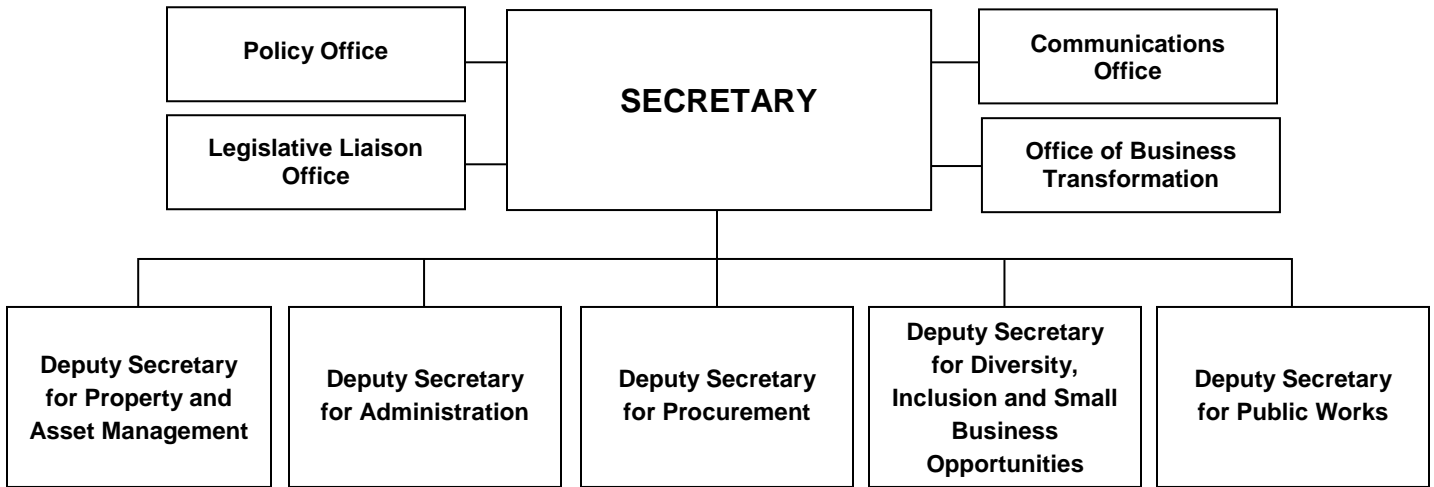 Policy Office
SECRETARY
Communications
Office
Legislative Liaison
Office
Office of Business
Transformation
Deputy Secretary
for Property and
Asset Management
Deputy Secretary
for Administration
Deputy Secretary
for Procurement
Deputy Secretary
for Diversity,
Inclusion and Small
Business
Opportunities
Deputy Secretary
for Public Works